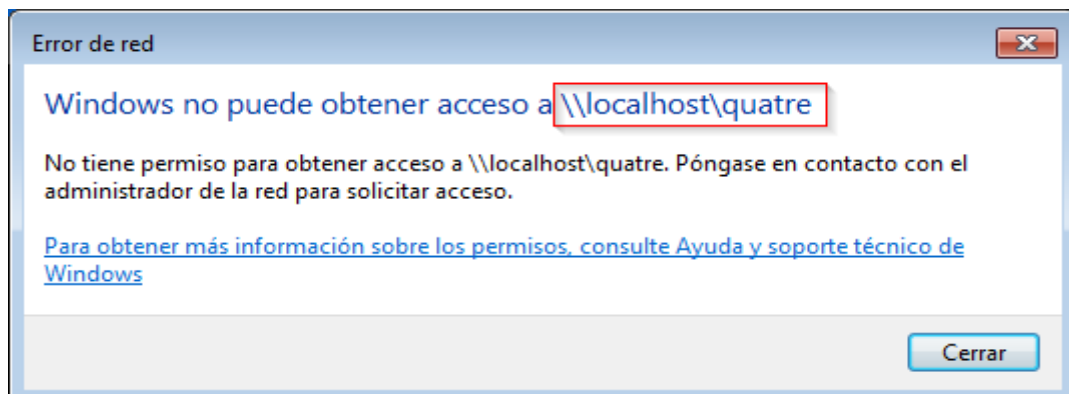 Error de red
Windows no puede obtener acceso a \\localhost\quatre
No tiene permiso para obtener acceso a \\localhost\quatre. Póngase en contacto con el
administrador de la red para solicitar acceso.
Para obtener más información sobre los permisos, consulte Ayuda y soporte técnico de
Windows
Cerrar